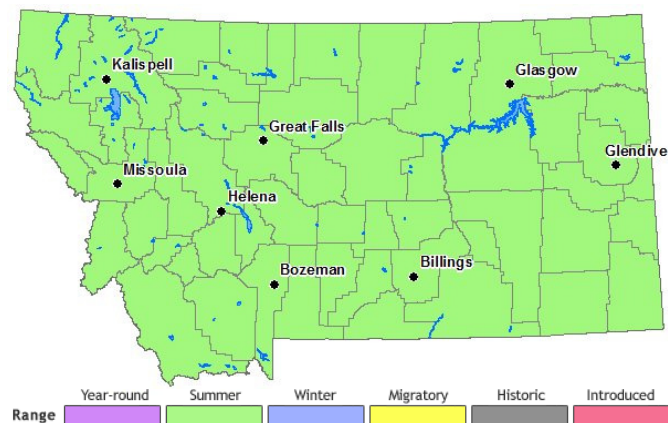 Kalispell
Glasgow
Great Falls
Glendive
Missoula
Helena
Bozeman
Billings
Year-round Summer Winter Migratory Historic Introduced
Range